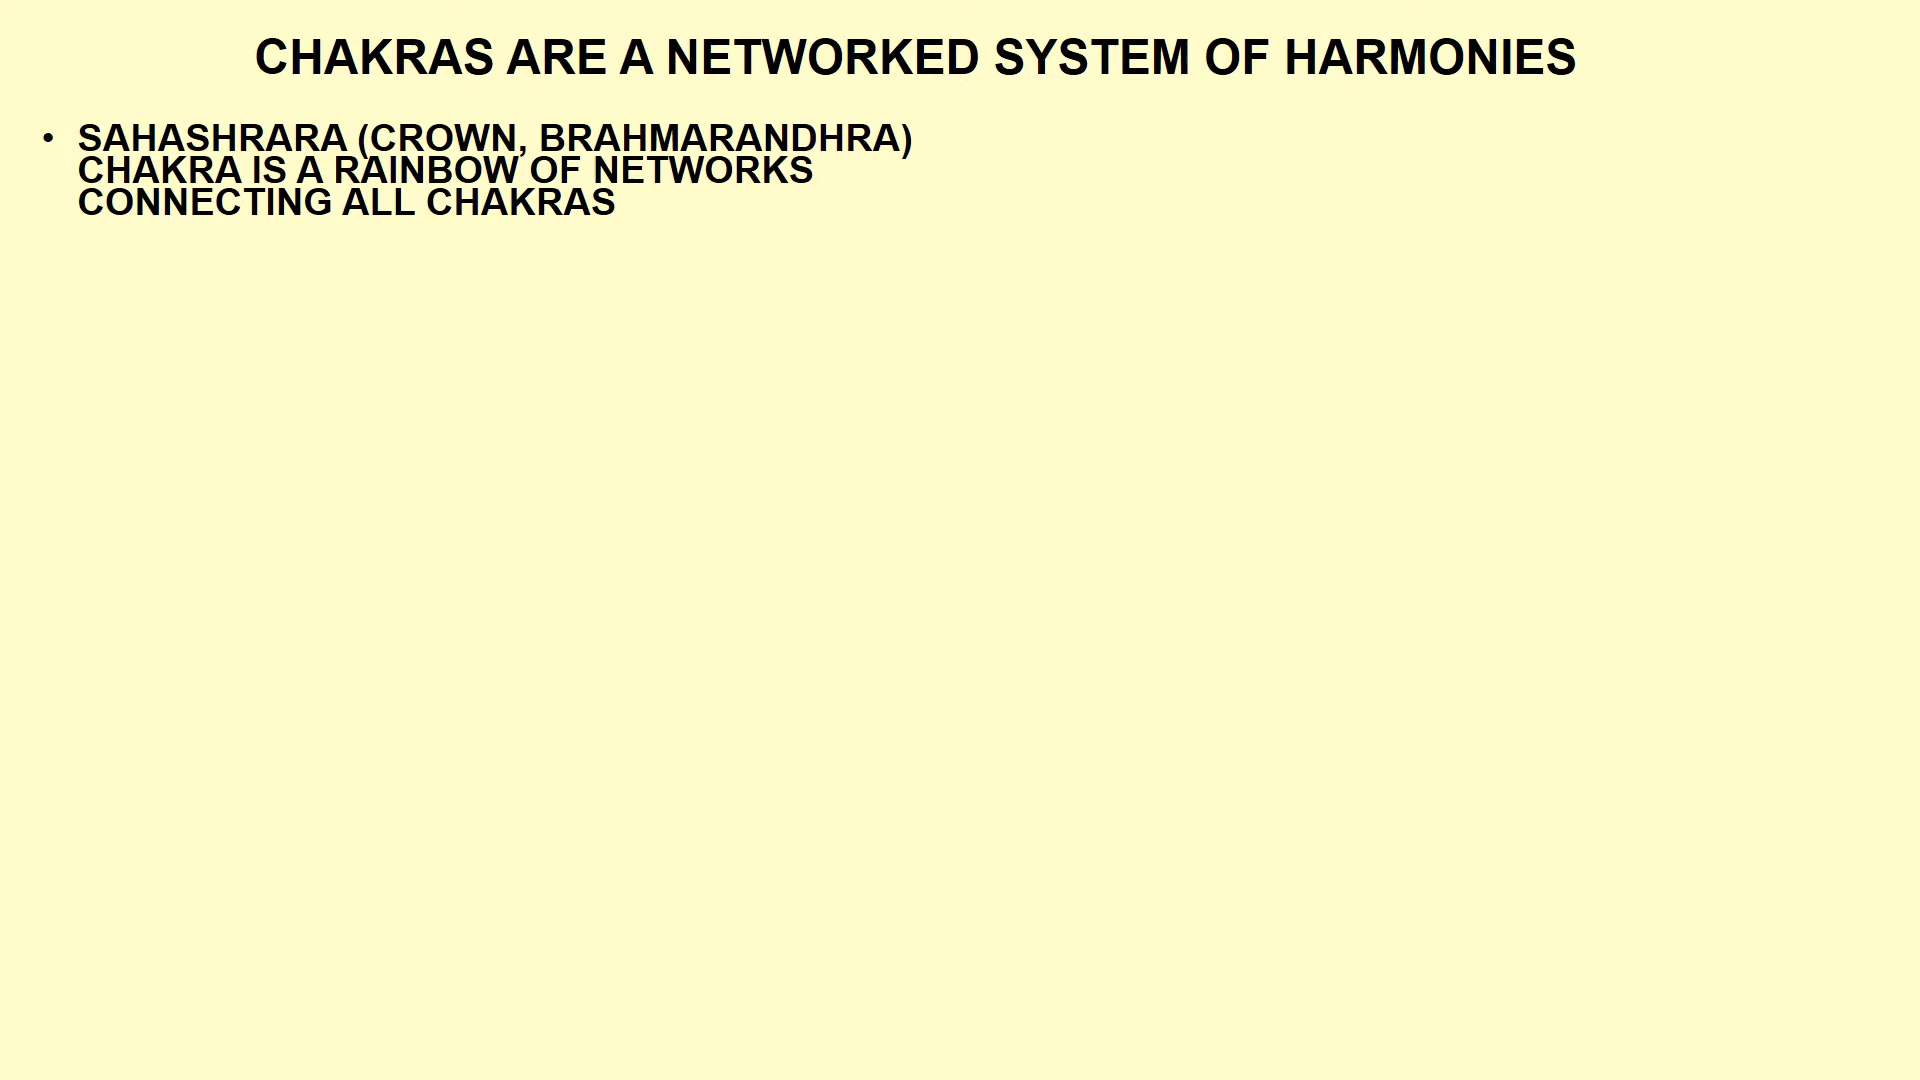 CHAKRAS ARE A NETWORKED SYSTEM OF HARMONIES
• SAHASHRARA (CROWN, BRAHMARANDHRA)
CHAKRA IS A RAINBOW OF NETWORKS
CONNECTING ALL CHAKRAS